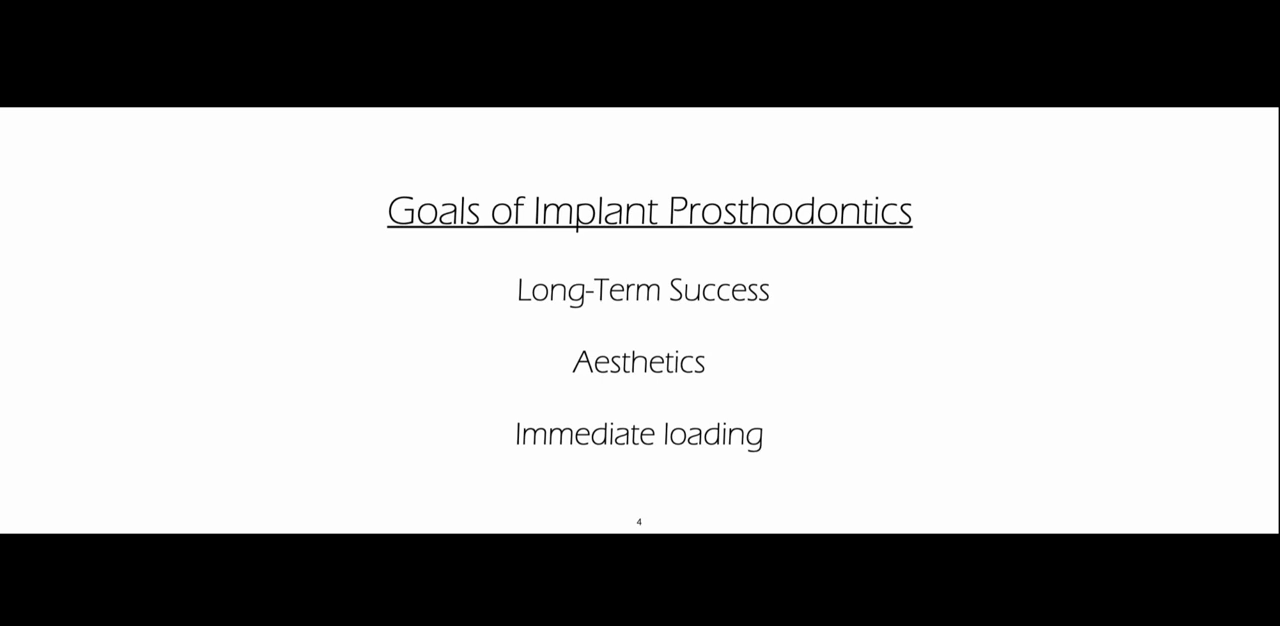 Goals of Implant Prosthodontics
Long-Term Success
Aesthetics
Immediate loading
4